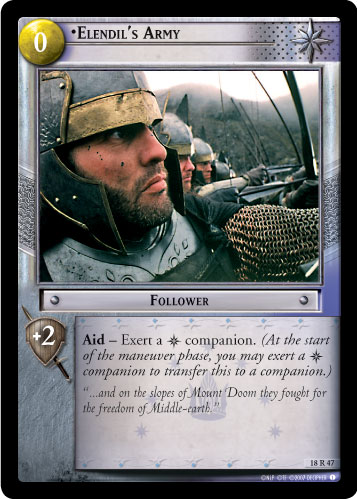 0
•Elendil's Army
Follower
+2
Aid – Exert a companion. (At the start
of the maneuver phase, you may exert a
companion to transfer this to a companion.)
"...and on the slopes of Mount Doom they fought for
the freedom of Middle-earth."
18 R 47